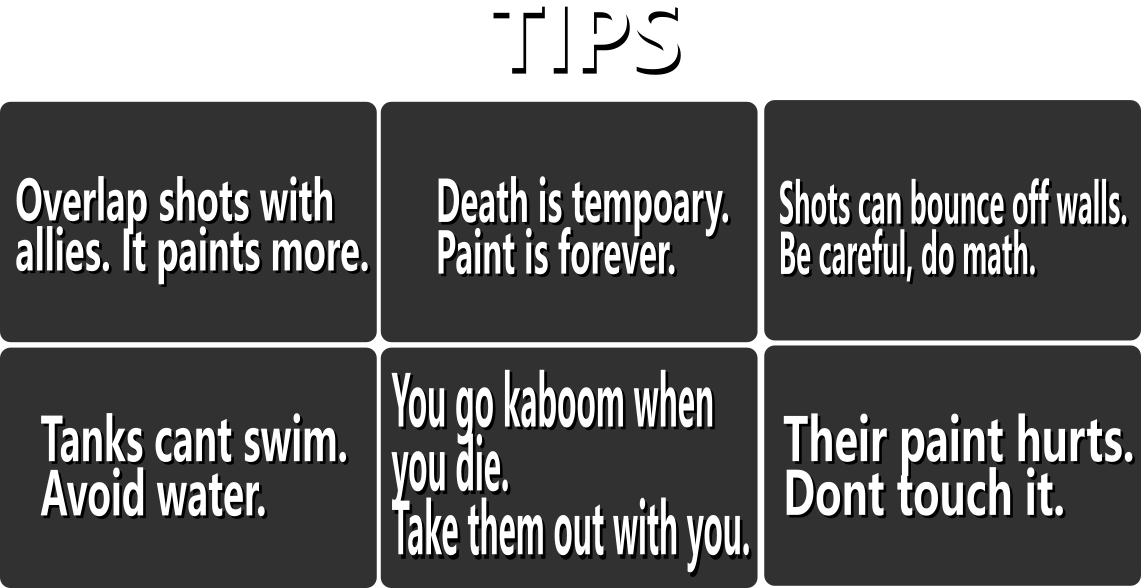 TIPS
Overlap shots with
allies. It paints more.
Death is tempoary.
Paint is forever.
Shots can bounce off walls.
Be careful, do math.
Tanks cant swim.
Avoid water.
You go kaboom when
you die.
Take them out with you.
Their paint hurts.
Dont touch it.